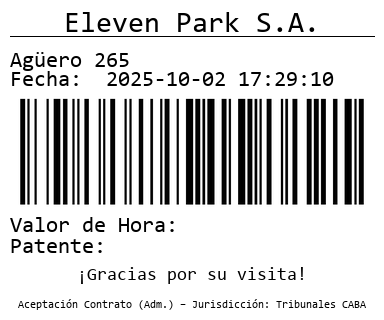 Eleven Park S.A.
Agüero 265
Fecha:  2025-10-02 17:29:10
Valor de Hora:
Patente:
¡Gracias por su visita!
Aceptación Contrato (Adm.) – Jurisdicción: Tribunales CABA